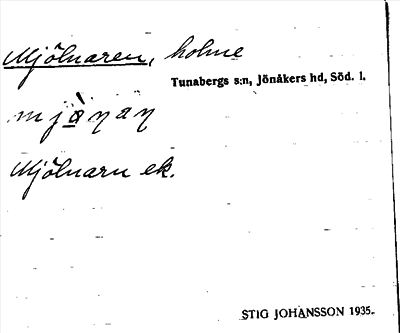 Mjölnaren, holme
Tunabergs s:n, Jönåkers hd, Söd. l.
Mjölnarn ek.
STIG JOHANSSON 1935.